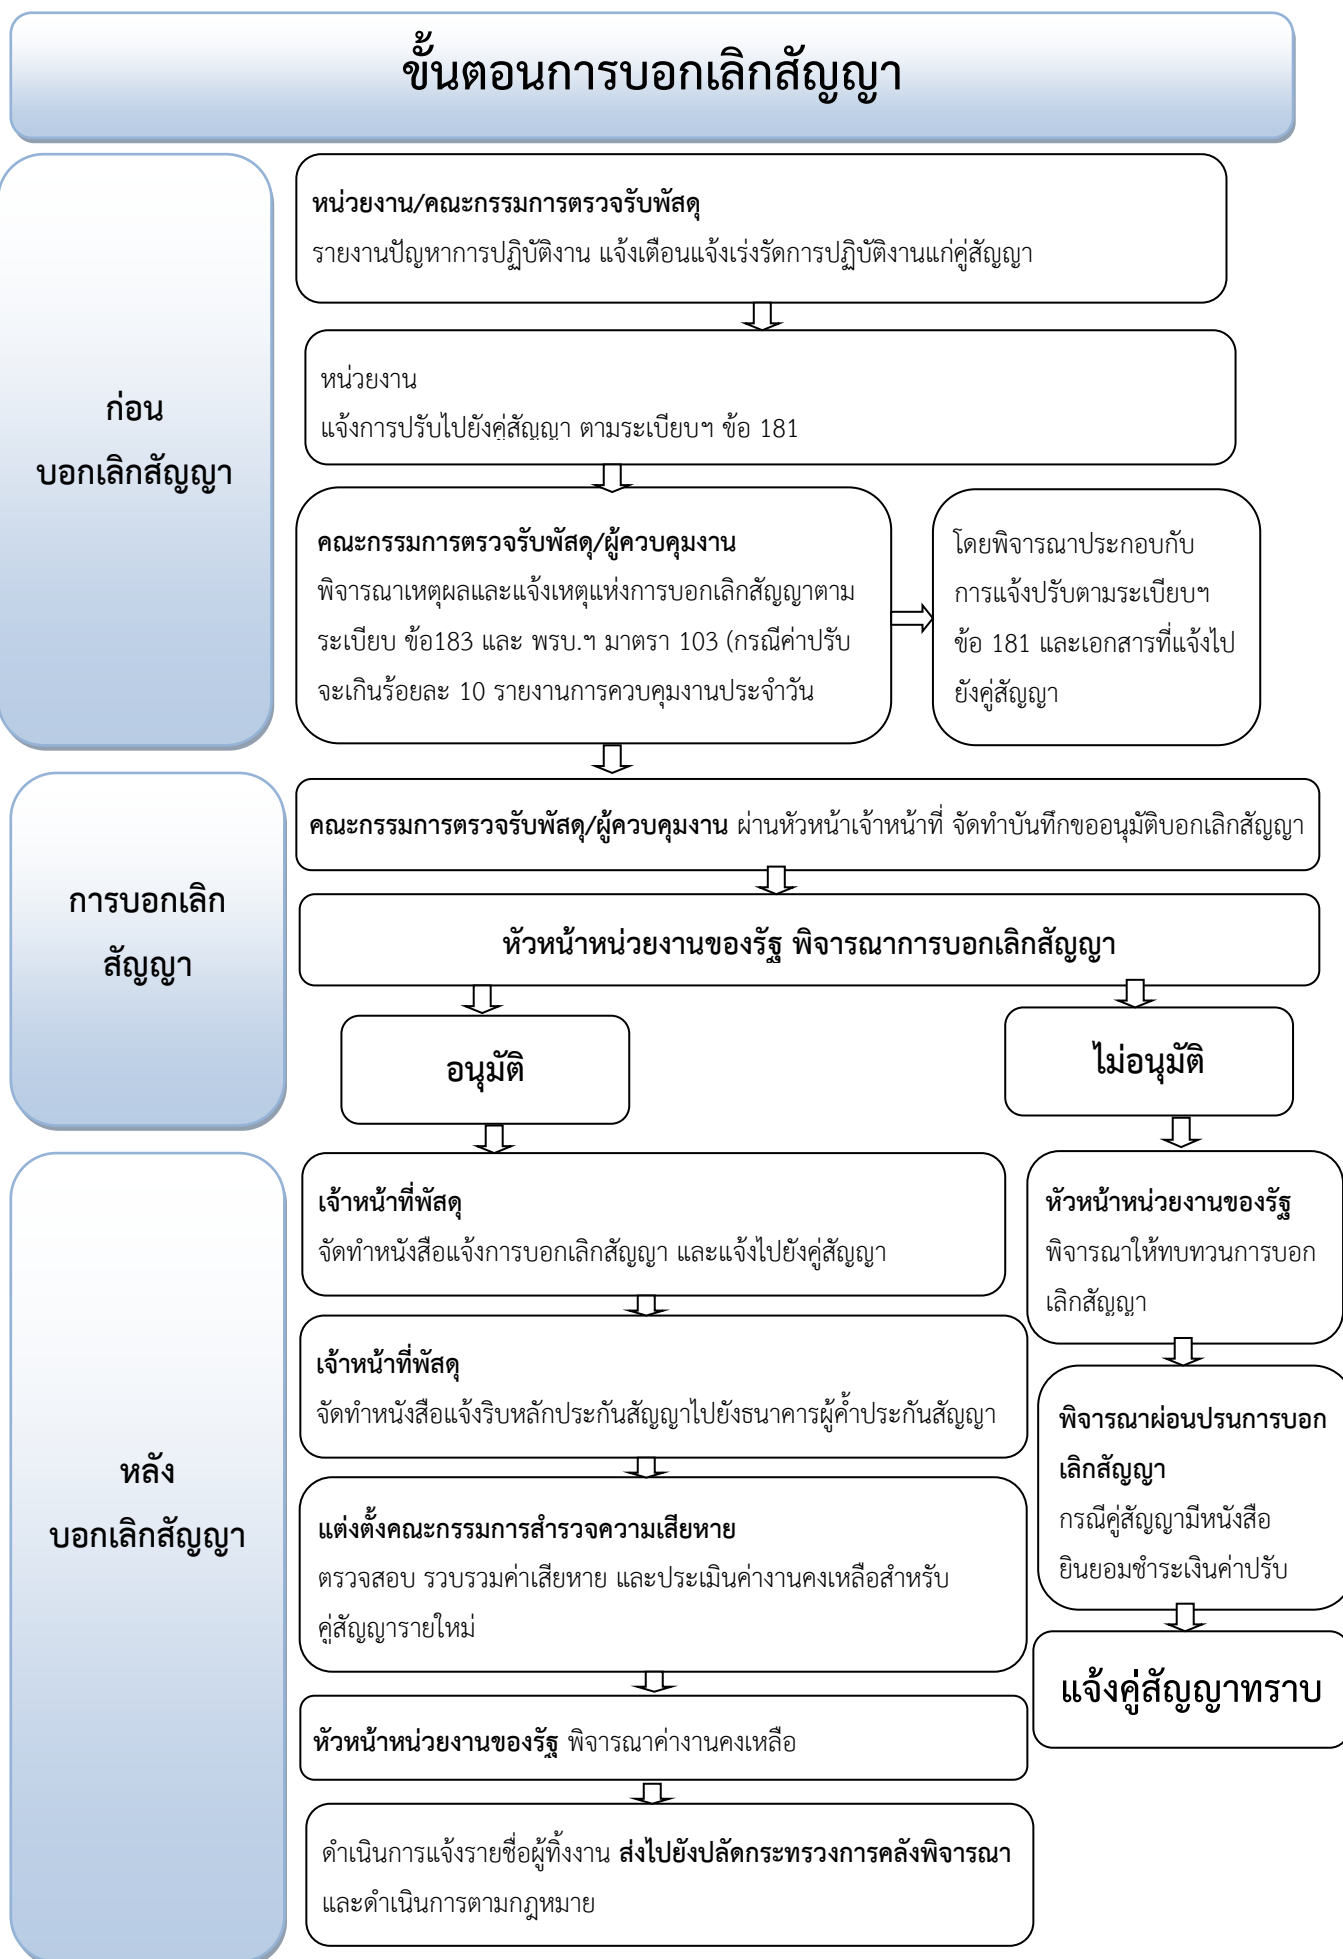 ขั้นตอนการบอกเลิกสัญญา
ก่อน
บอกเลิกสัญญา
หน่วยงาน/คณะกรรมการตรวจรับพัสดุ
รายงานปัญหาการปฏิบัติงาน แจ้งเตือนแจ้งเร่งรัดการปฏิบัติงานแก่คู่สัญญา
หน่วยงาน
แจ้งการปรับไปยังคู่สัญญา ตามระเบียบฯ ข้อ 181
คณะกรรมการตรวจรับพัสดุ/ผู้ควบคุมงาน
พิจารณาเหตุผลและแจ้งเหตุแห่งการบอกเลิกสัญญาตาม
ระเบียบ ข้อ183 และ พรบ.ฯ มาตรา 103 (กรณีค่าปรับ
จะเกินร้อยละ 10 รายงานการควบคุมงานประจำวัน
โดยพิจารณาประกอบกับ
การแจ้งปรับตามระเบียบฯ
ข้อ 181 และเอกสารที่แจ้งไป
ยังคู่สัญญา
การบอกเลิก
สัญญา
คณะกรรมการตรวจรับพัสดุ/ผู้ควบคุมงาน ผ่านหัวหน้าเจ้าหน้าที่ จัดทำบันทึกขออนุมัติบอกเลิกสัญญา
หัวหน้าหน่วยงานของรัฐ พิจารณาการบอกเลิกสัญญา
อนุมัติ
ไม่อนุมัติ
หลัง
บอกเลิกสัญญา
เจ้าหน้าที่พัสดุ
จัดทำหนังสือแจ้งการบอกเลิกสัญญา และแจ้งไปยังคู่สัญญา
เจ้าหน้าที่พัสดุ
จัดทำหนังสือแจ้งริบหลักประกันสัญญาไปยังธนาคารผู้ค้ำประกันสัญญา
แต่งตั้งคณะกรรมการสำรวจความเสียหาย
ตรวจสอบ รวบรวมค่าเสียหาย และประเมินค่างานคงเหลือสำหรับ
คู่สัญญารายใหม่
หัวหน้าหน่วยงานของรัฐ พิจารณาค่างานคงเหลือ
ดำเนินการแจ้งรายชื่อผู้ทิ้งงาน ส่งไปยังปลัดกระทรวงการคลังพิจารณา
และดำเนินการตามกฎหมาย
หัวหน้าหน่วยงานของรัฐ
พิจารณาให้ทบทวนการบอก
เลิกสัญญา
พิจารณาผ่อนปรนการบอก
เลิกสัญญา
กรณีคู่สัญญามีหนังสือ
ยินยอมชำระเงินค่าปรับ
แจ้งคู่สัญญาทราบ